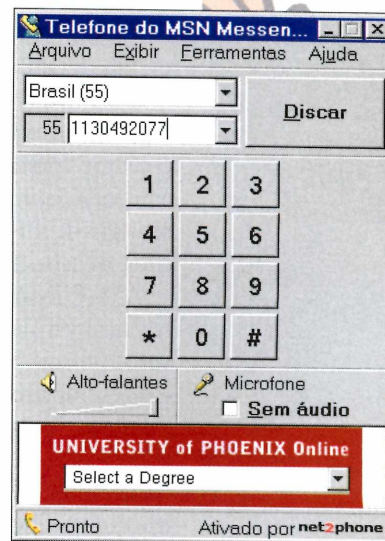 Telefone do MSN Messen...
Arquivo Exibir Ferramentas Ajuda
Brasil (55)
Discar
55 1130492077
1 2 3
4 5 6
7 8 9
* 0 #
Alto-falantes Microfone
Sem áudio
UNIVERSITY of PHOENIX Online
Select a Degree
Pronto Ativado por net2phone